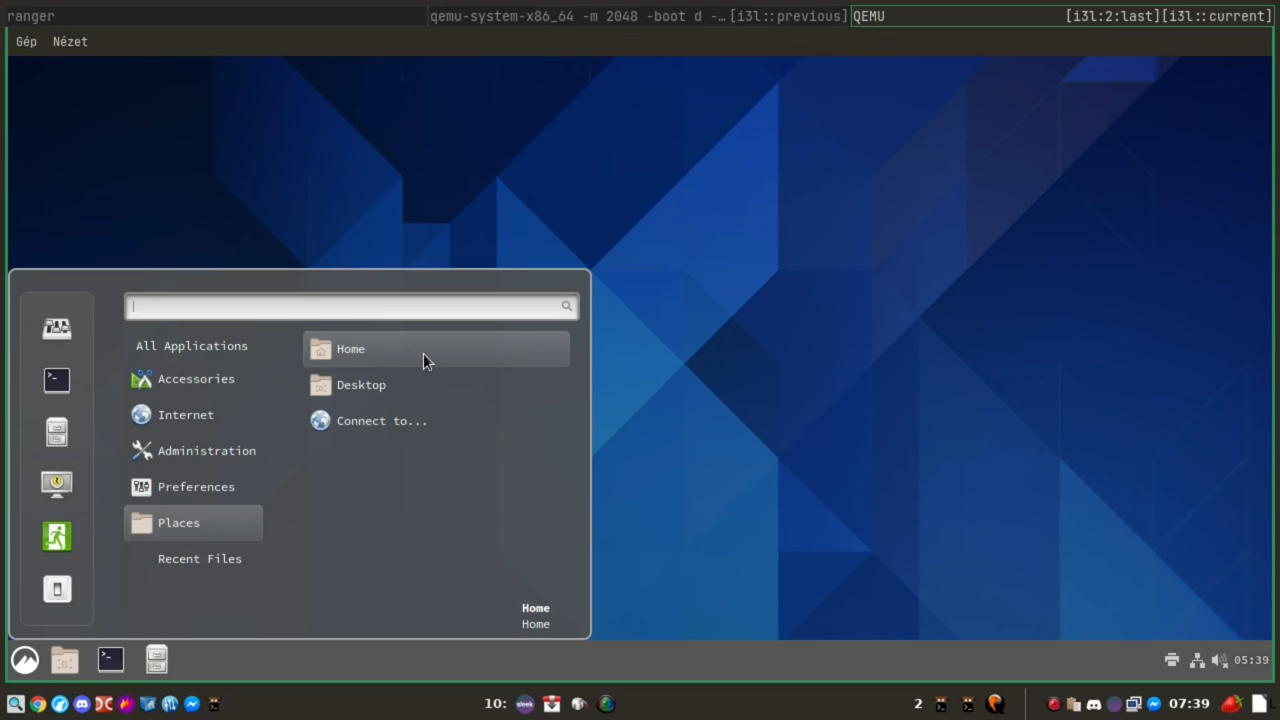 ranger
qemu-system-x86_64 -m 2048 -boot d -…[i3l::previous]
QEMU [i3l:2:last][i3l::current]
Gép Nézet
All Applications
Accessories
Internet
Administration
Preferences
Places
Recent Files
Home
Desktop
Connect to...
Home
Home
05:39
10:
sleek
2
07:39